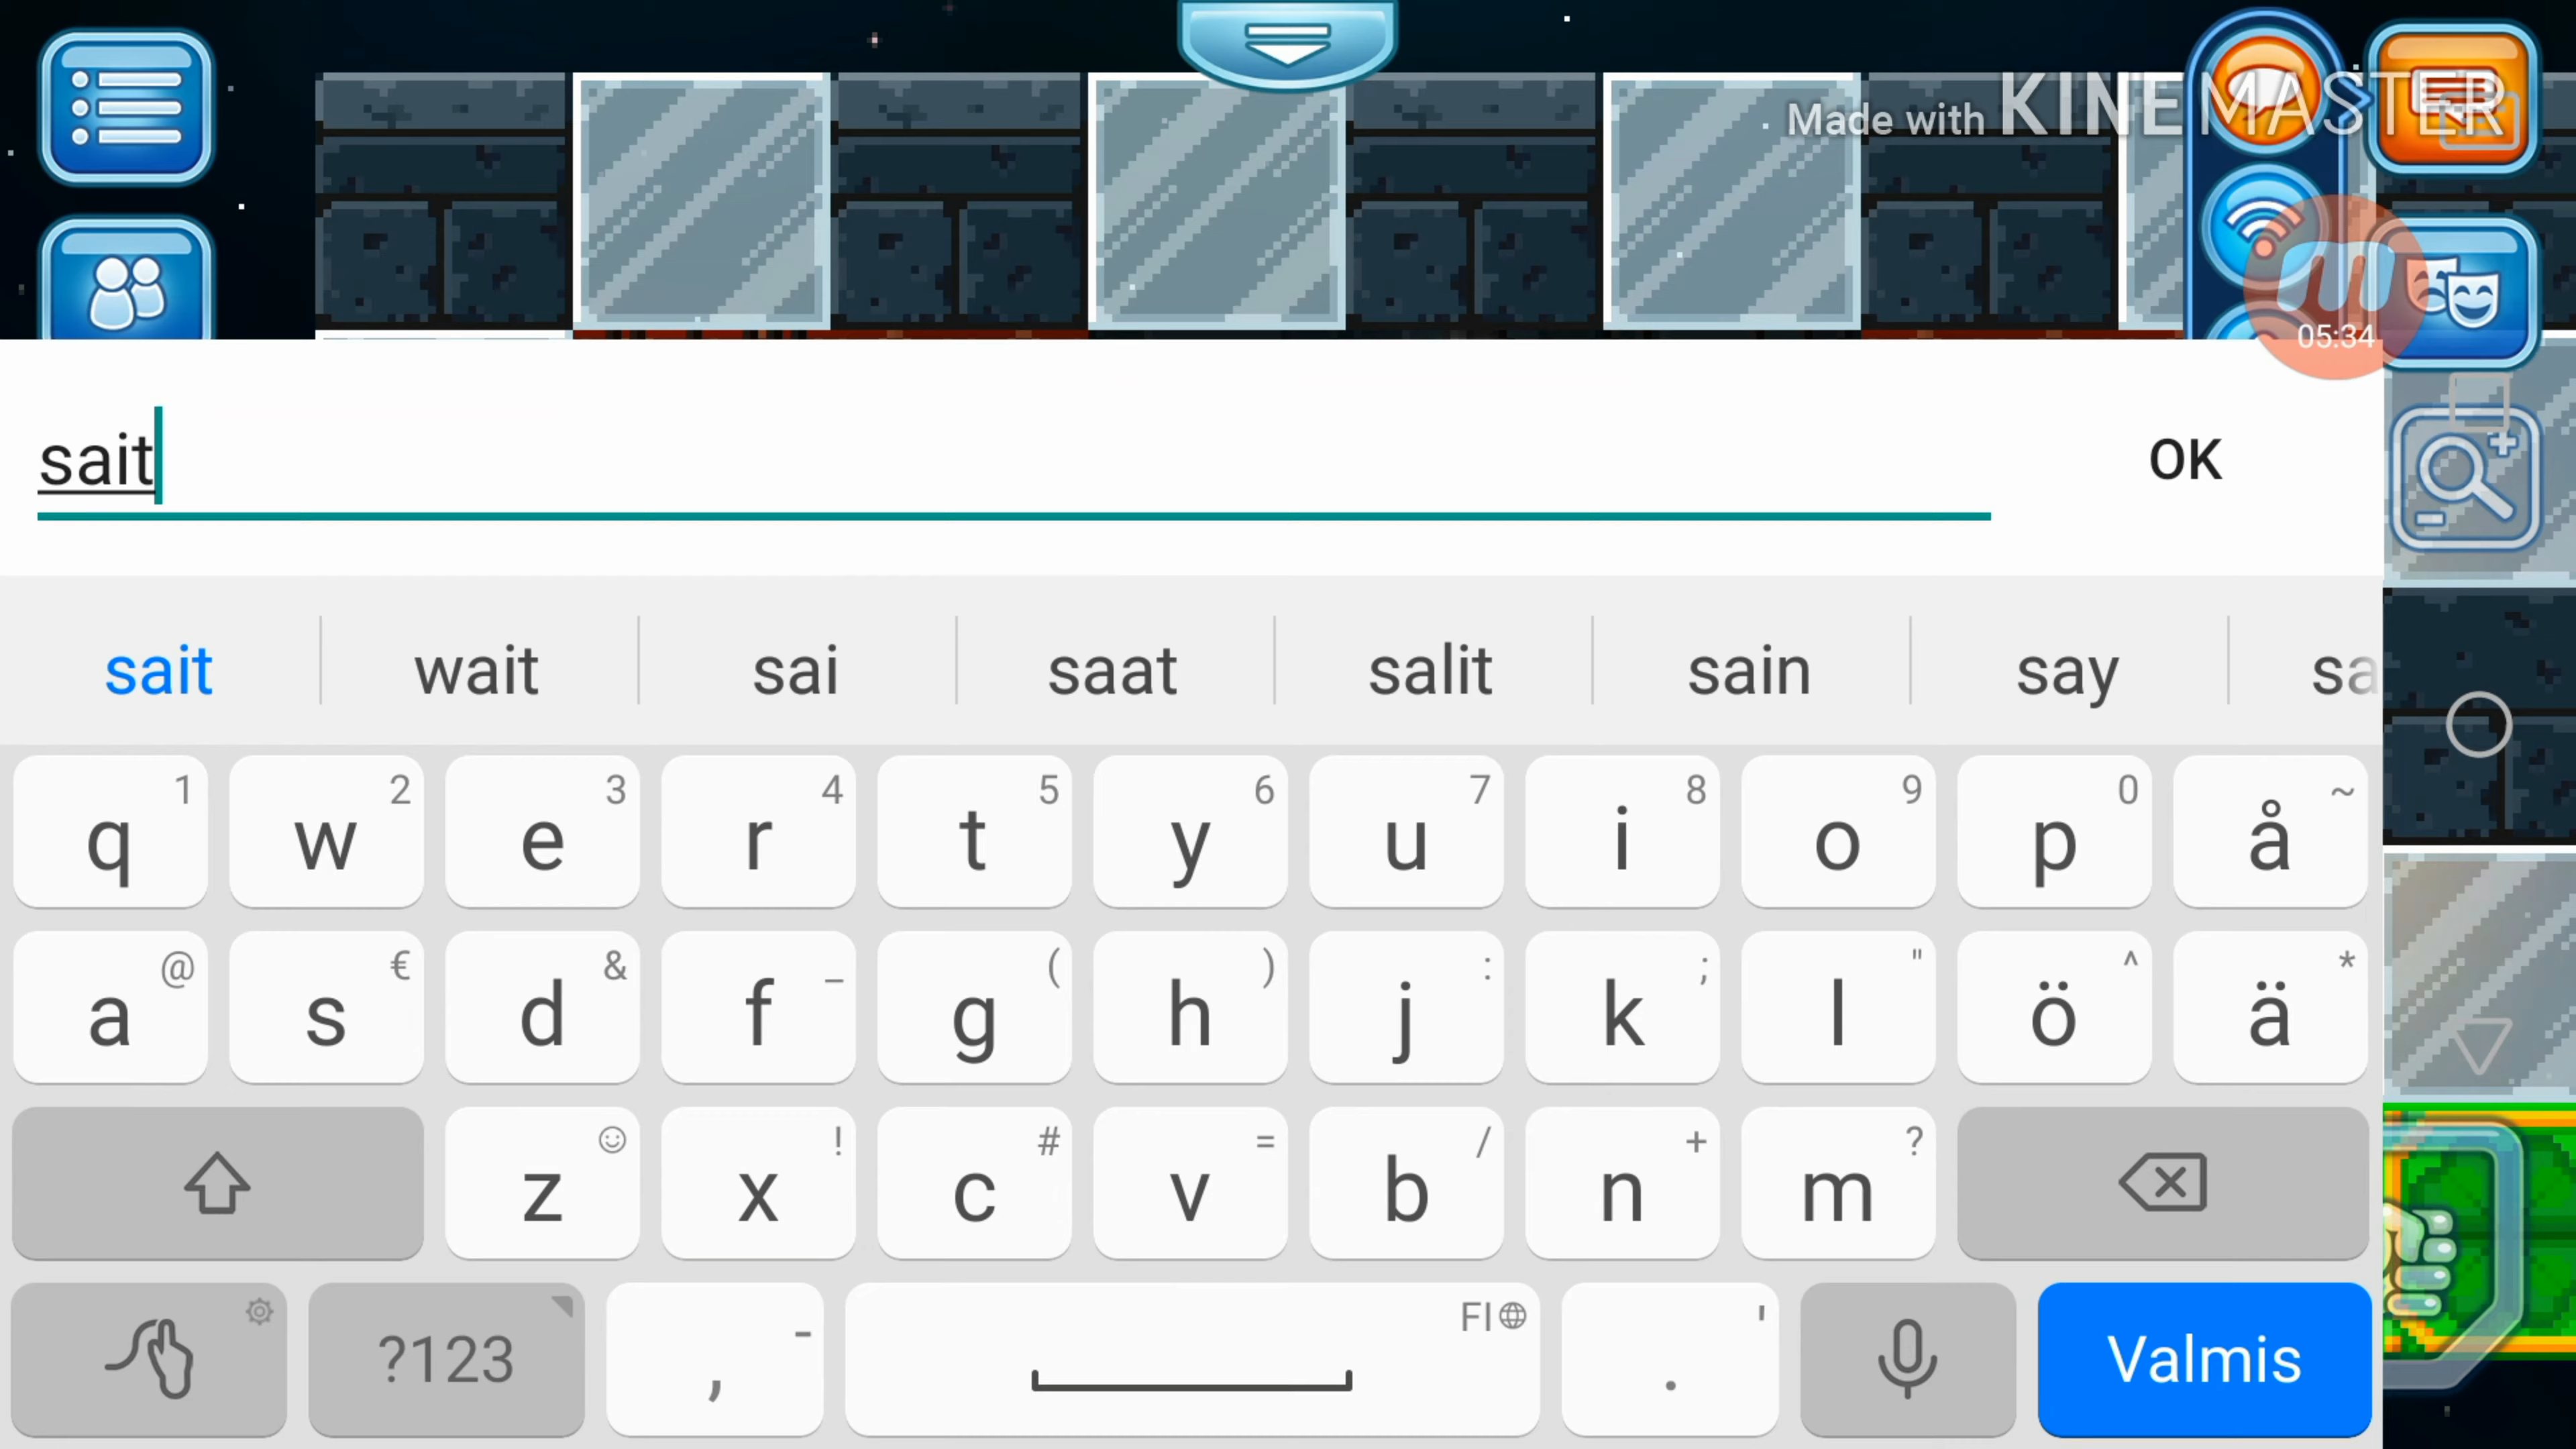 Made with KINEMASTER
05:34
sait
OK
sait wait sai saat salit sain say sa
1 2 3 4 5 6 7 8 9 0 ~
q w e r t y u i o p å
@ € & _ ( ) : ; " ^ *
a s d f g h j k l ö ä
! # = / + ?
z x c v b n m
- FI '
?123 , . Valmis